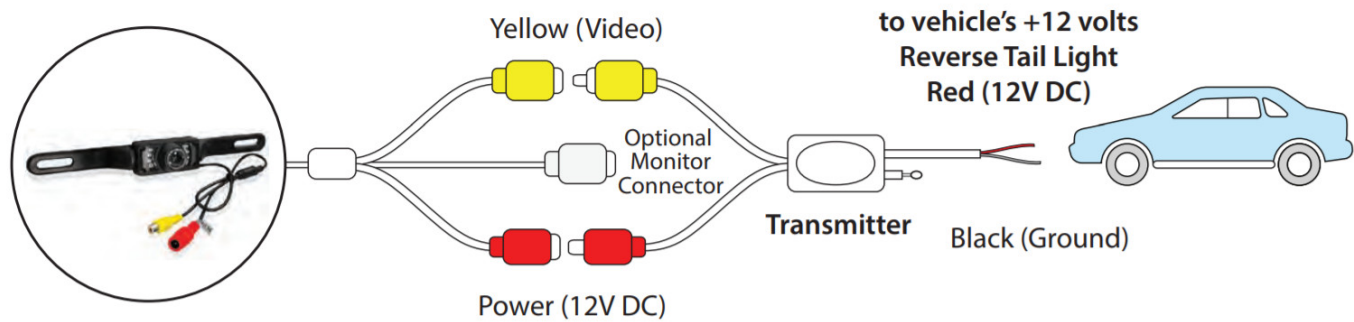 Yellow (Video)
to vehicle's +12 volts
Reverse Tail Light
Red (12V DC)
Optional
Monitor
Connector
Transmitter
Black (Ground)
Power (12V DC)